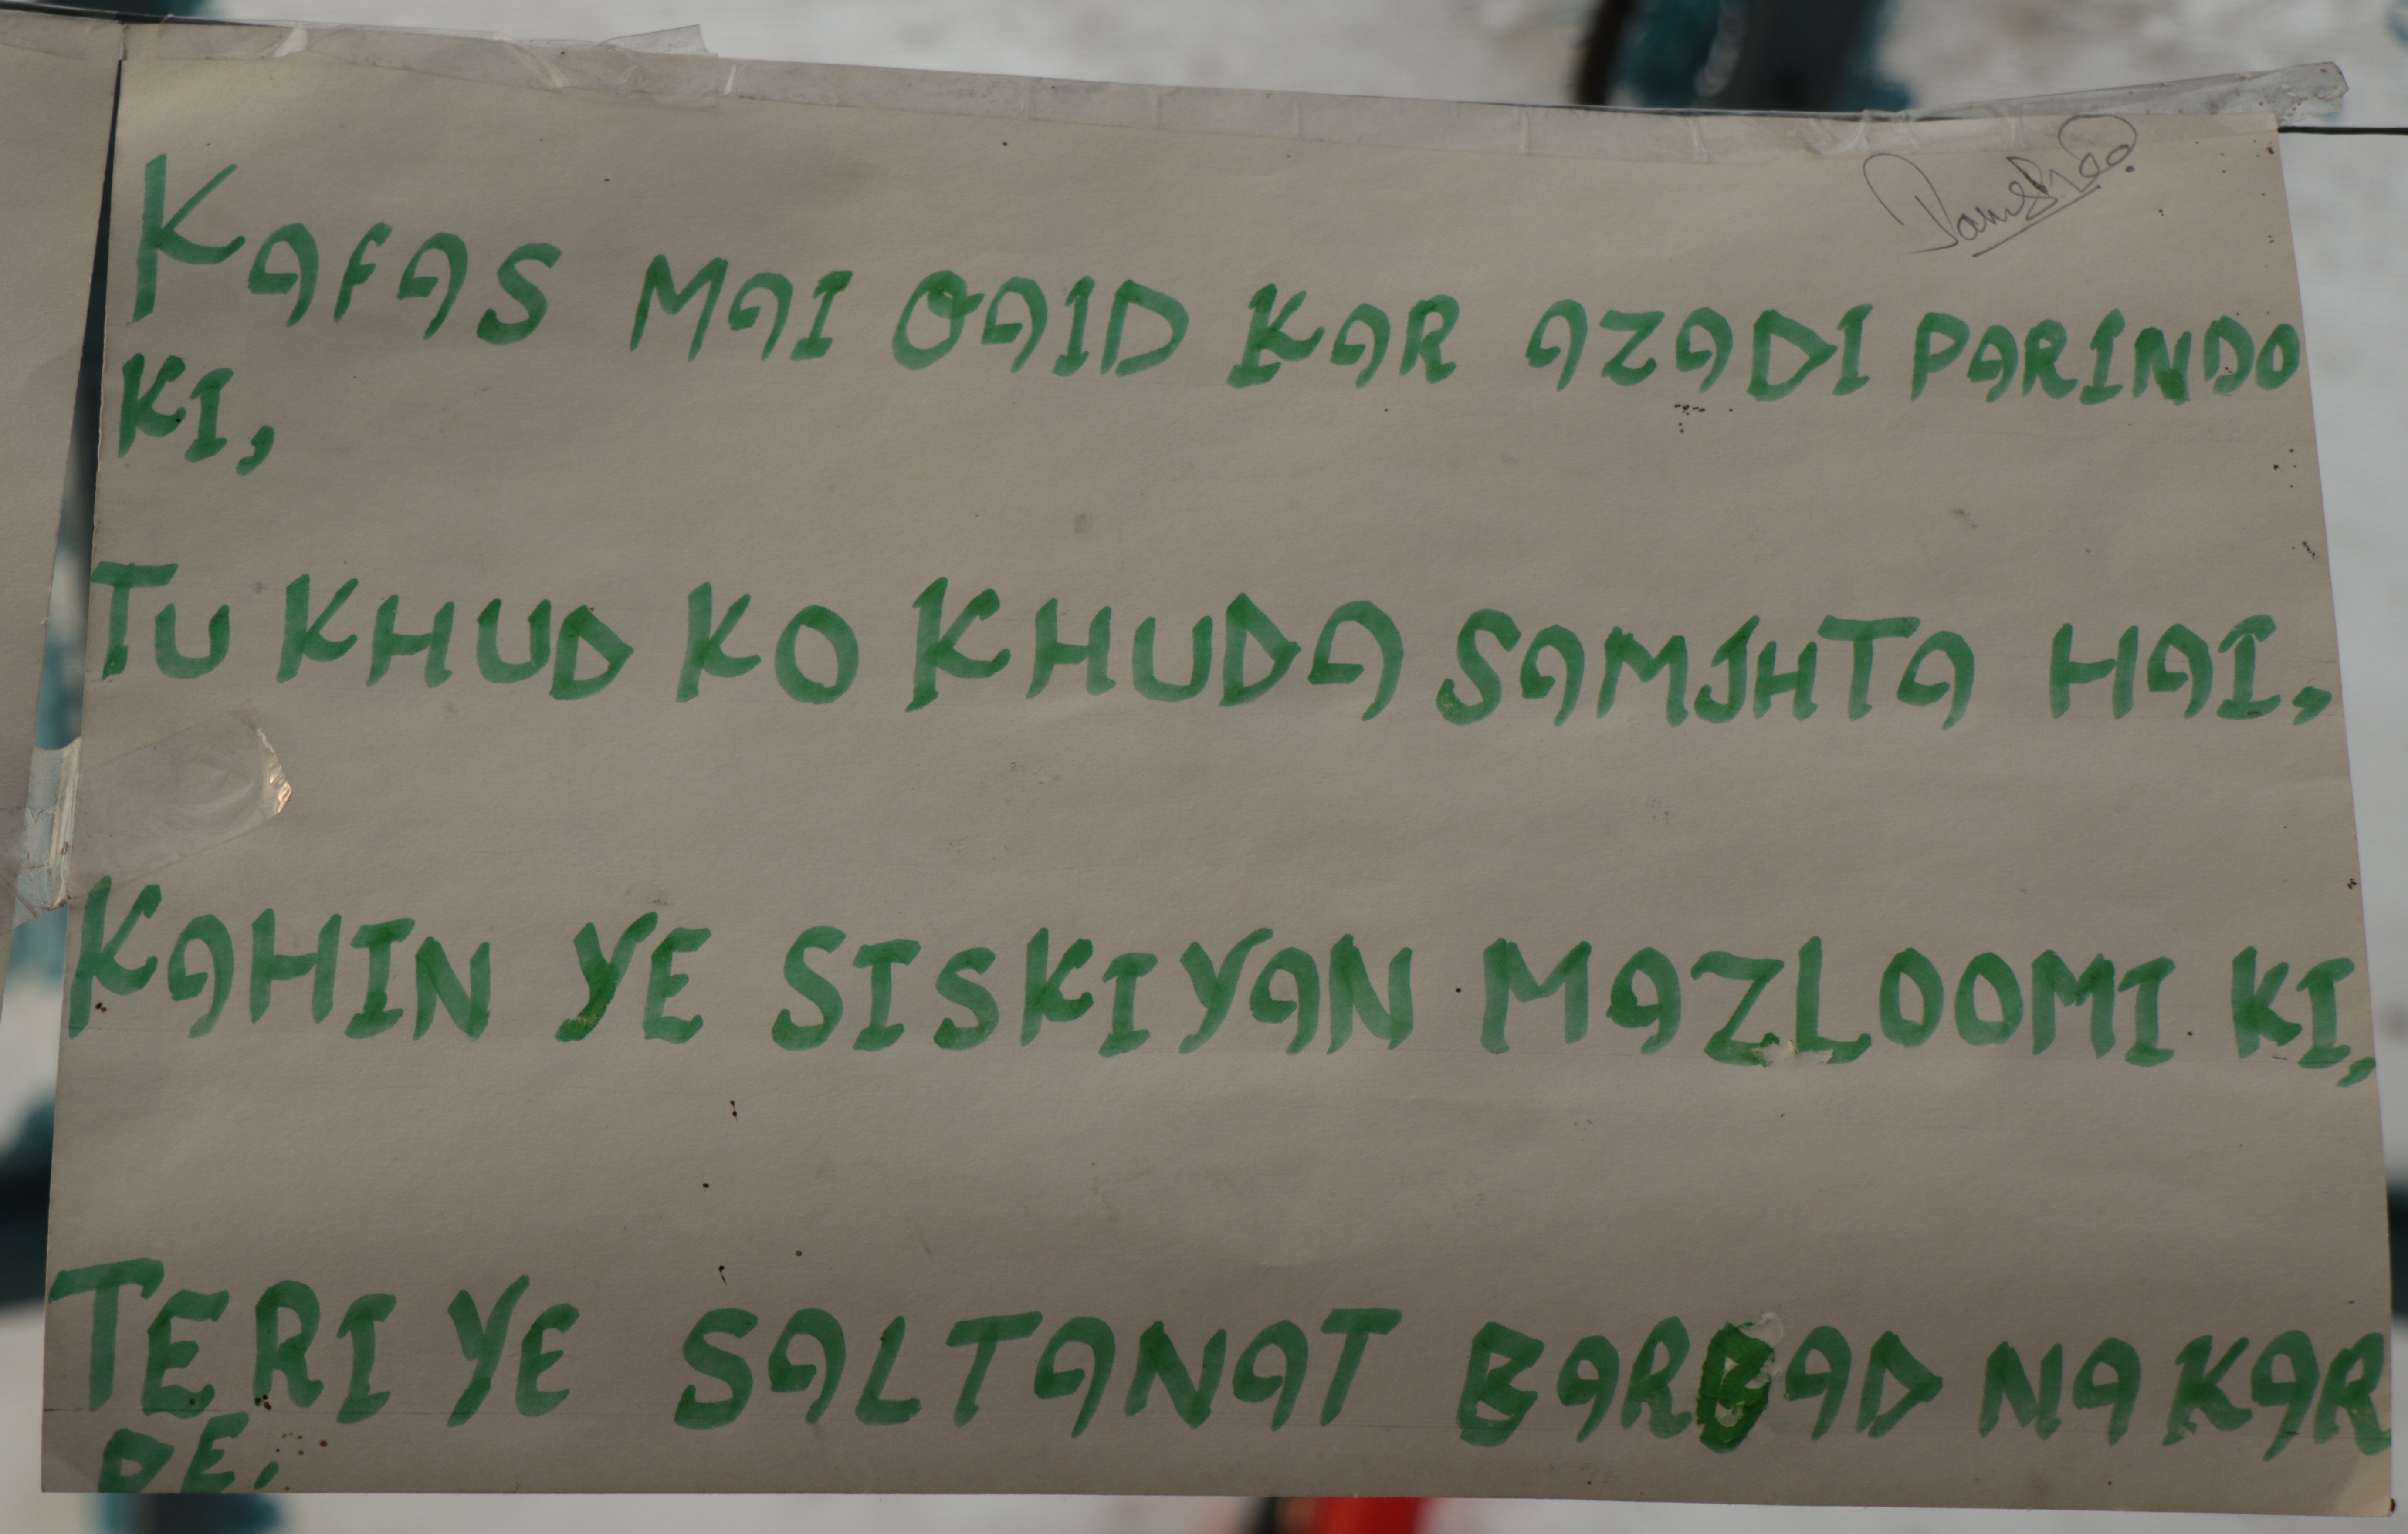 KAFAS MAI QAID KAR AZADI PARINDO
KI,
TU KHUD KO KHUDA SAMJHTA HAI,
KAHIN YE SISKIYAN MAZLOOMI KI,
TERI YE SALTANAT BARBAD NA KAR
DE.